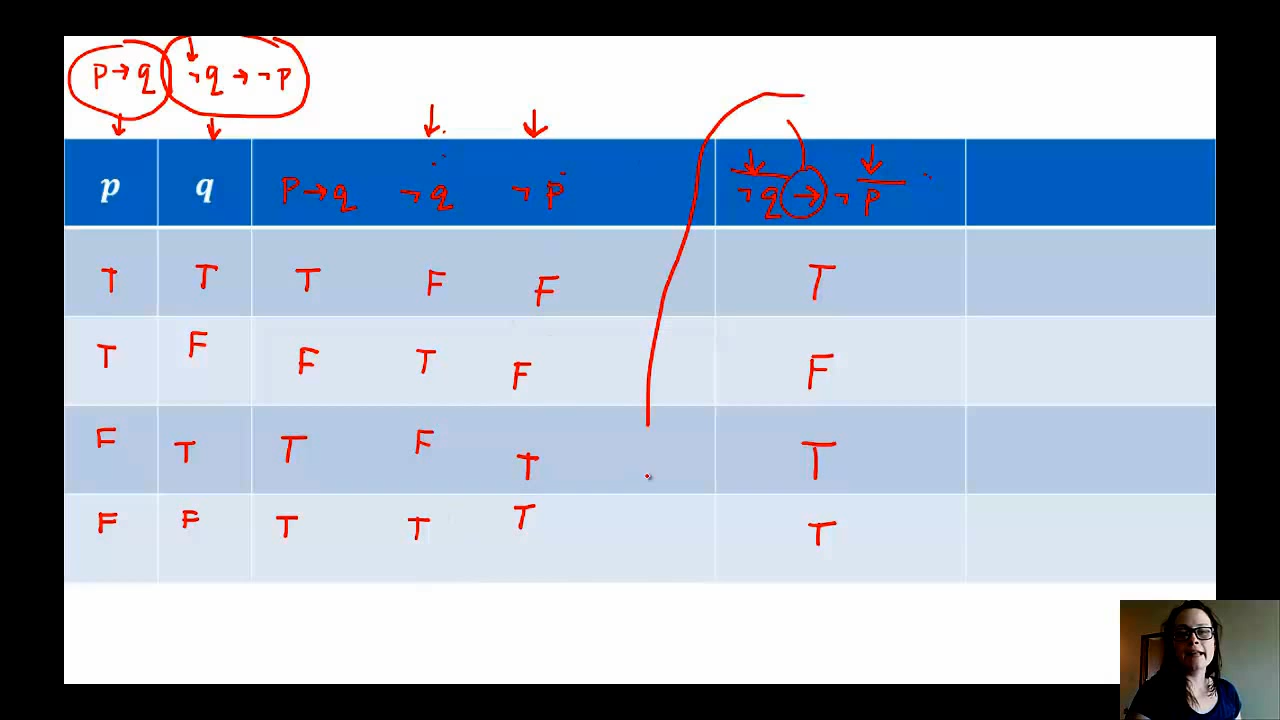 p→q ¬q→¬p
p q p→q ¬q ¬p ¬q→¬p
T T T F F T
T F F T F F
F T T F T T
F F T T T T